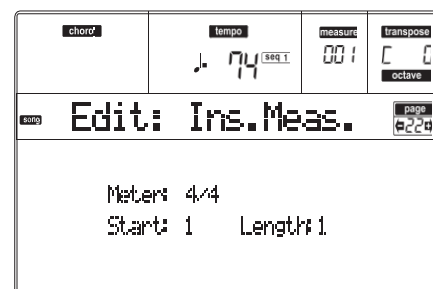 chord tempo measure transpose
♩. 74 seq 1 001 C 0
octave
song Edit: Ins.Meas. page
22
Meter: 4/4
Start: 1 Length: 1